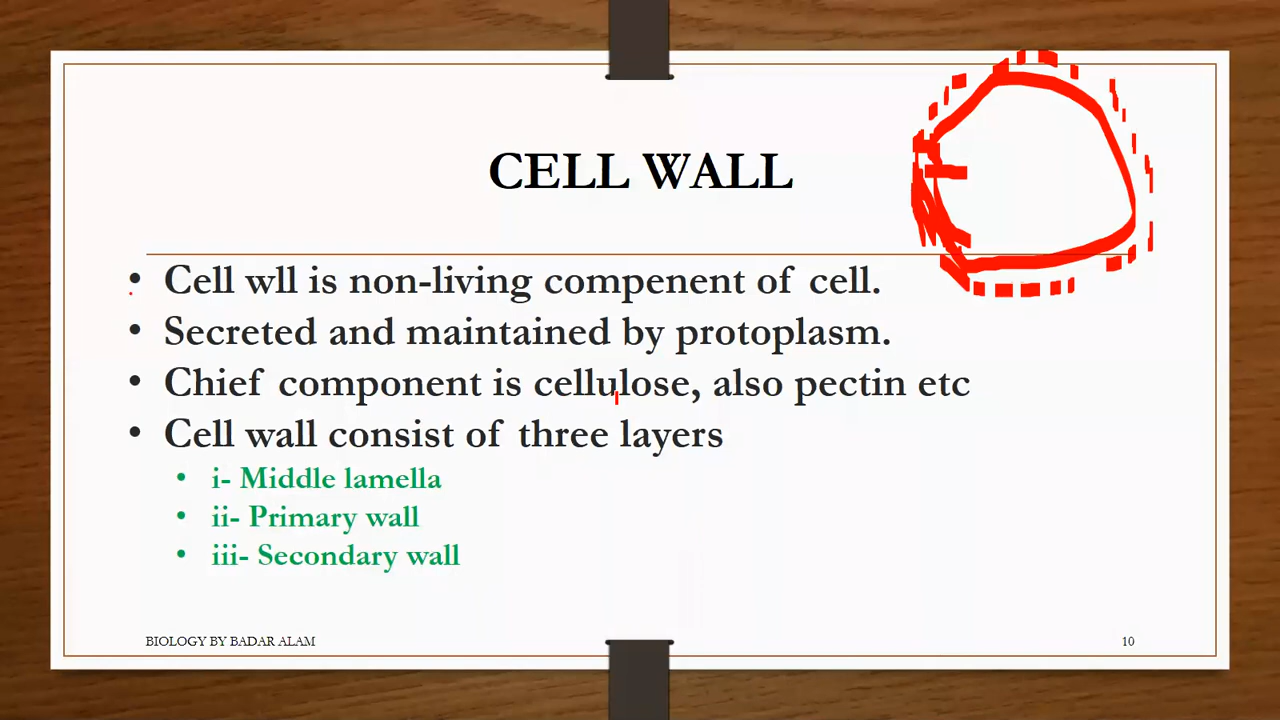 CELL WALL
• Cell wll is non-living compenent of cell.
• Secreted and maintained by protoplasm.
• Chief component is cellulose, also pectin etc
• Cell wall consist of three layers
• i- Middle lamella
• ii- Primary wall
• iii- Secondary wall
BIOLOGY BY BADAR ALAM
10